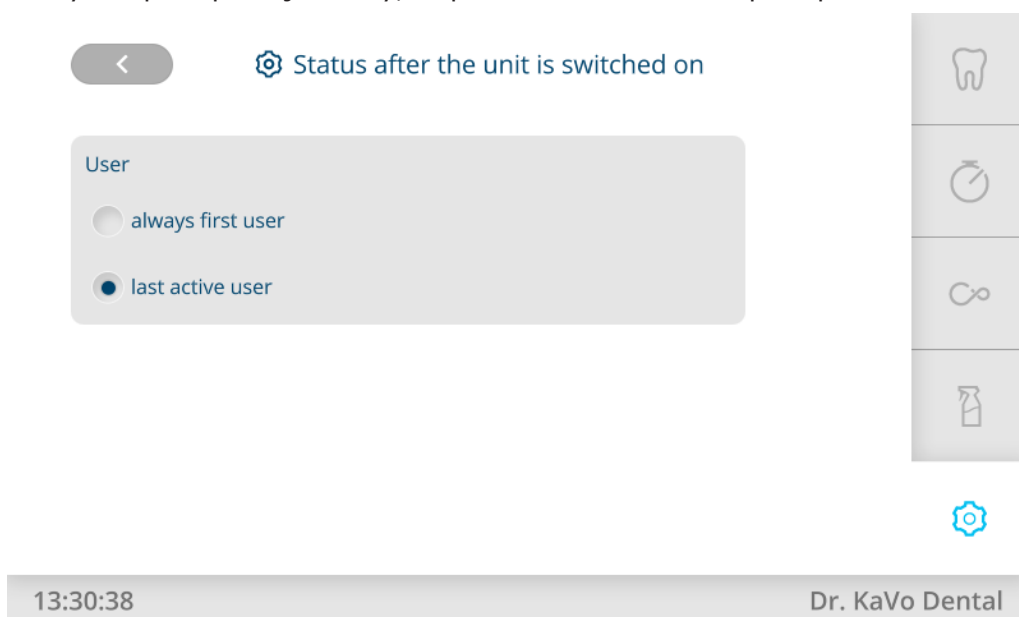 Status after the unit is switched on
User
always first user
last active user
13:30:38
Dr. KaVo Dental